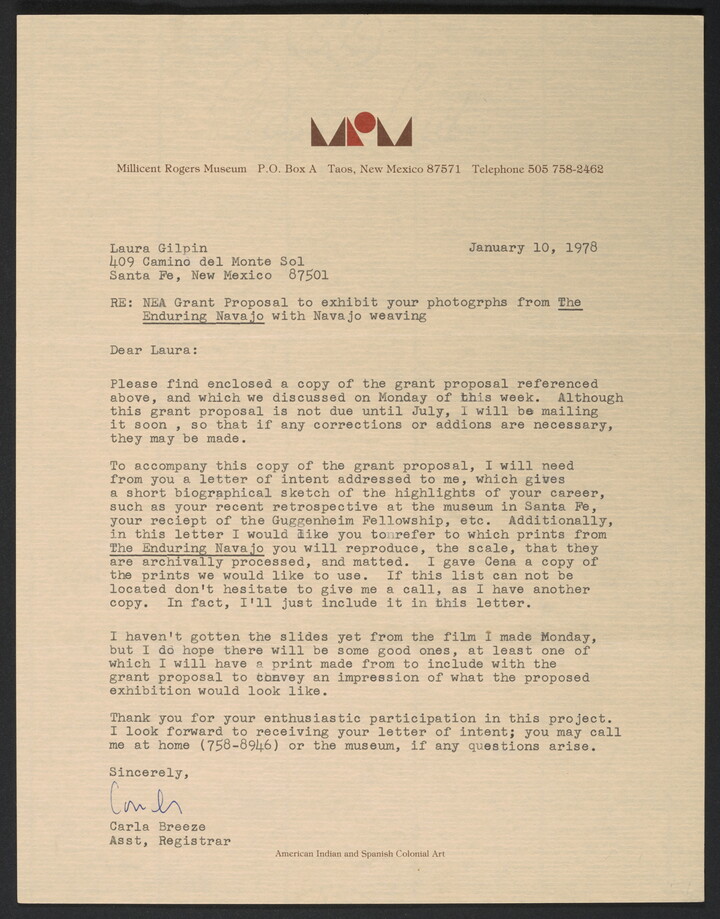 Millicent Rogers Museum P.O. Box A Taos, New Mexico 87571 Telephone 505 758-2462
Laura Gilpin January 10, 1978
409 Camino del Monte Sol
Santa Fe, New Mexico 87501
RE: NEA Grant Proposal to exhibit your photogrphs from The
Enduring Navajo with Navajo weaving
Dear Laura:
Please find enclosed a copy of the grant proposal referenced
above, and which we discussed on Monday of this week. Although
this grant proposal is not due until July, I will be mailing
it soon , so that if any corrections or addions are necessary,
they may be made.
To accompany this copy of the grant proposal, I will need
from you a letter of intent addressed to me, which gives
a short biographical sketch of the highlights of your career,
such as your recent retrospective at the museum in Santa Fe,
your reciept of the Guggenheim Fellowship, etc. Additionally,
in this letter I would like you to refer to which prints from
The Enduring Navajo you will reproduce, the scale, that they
are archivally processed, and matted. I gave Cena a copy of
the prints we would like to use. If this list can not be
located don't hesitate to give me a call, as I have another
copy. In fact, I'll just include it in this letter.
I haven't gotten the slides yet from the film I made Monday,
but I do hope there will be some good ones, at least one of
which I will have a print made from to include with the
grant proposal to convey an impression of what the proposed
exhibition would look like.
Thank you for your enthusiastic participation in this project.
I look forward to receiving your letter of intent; you may call
me at home (758-8946) or the museum, if any questions arise.
Sincerely,
Carla Breeze
Asst, Registrar
American Indian and Spanish Colonial Art